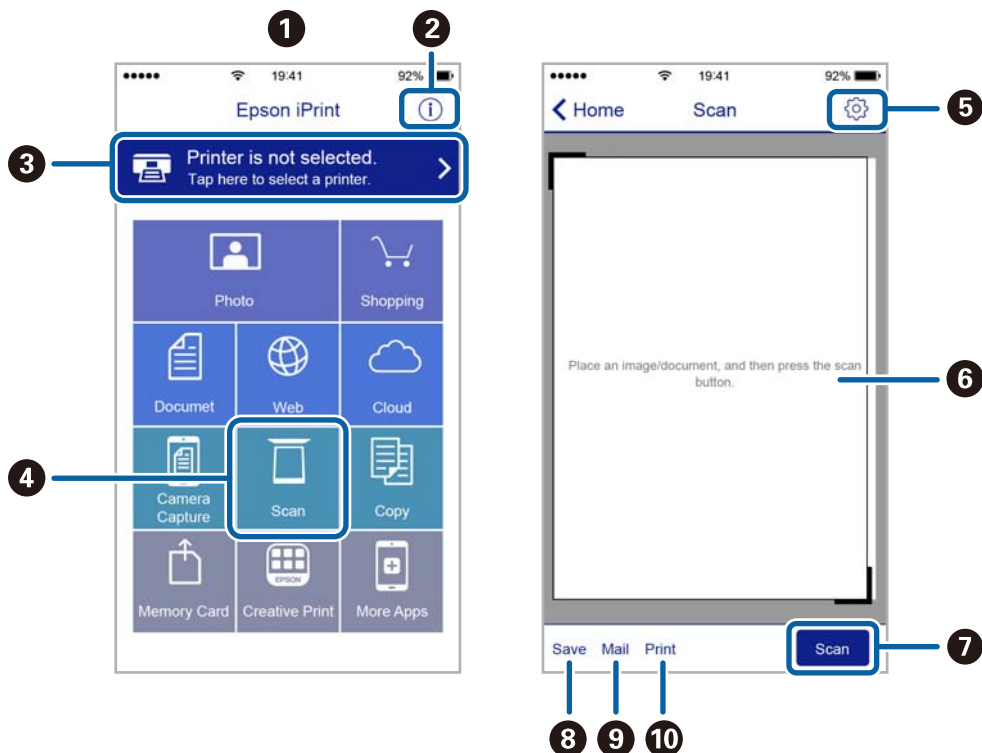 1
2
19:41
92%
Epson iPrint
i
3
Printer is not selected.
Tap here to select a printer.
Photo
Shopping
Documet
Web
Cloud
4
Camera
Capture
Scan
Copy
EPSON
Memory Card
Creative Print
More Apps
19:41
92%
Home
Scan
5
Place an image/document, and then press the scan
button.
6
Save Mail Print
Scan
7
8 9 10